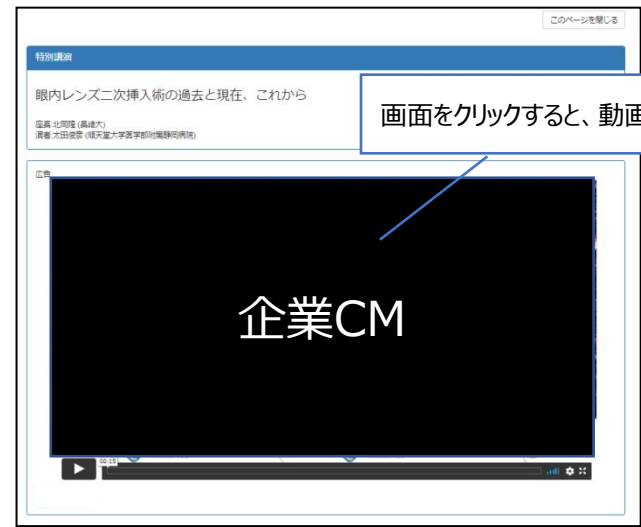 このページを閉じる
特別講演
眼内レンズ二次挿入術の過去と現在、これから
座長:北岡隆 (長崎大)
演者:太田俊彦 (順天堂大学医学部附属静岡病院)
画面をクリックすると、動画
広告
企業CM
00:15